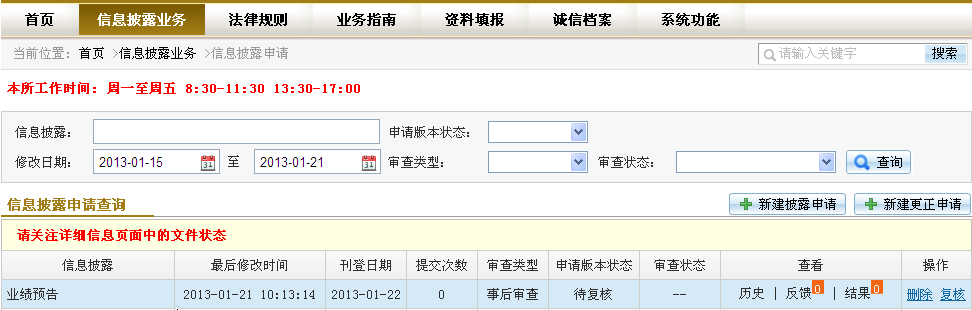 首页 信息披露业务 法律规则 业务指南 资料填报 诚信档案 系统功能
当前位置: 首页 >信息披露业务 >信息披露申请 请输入关键字 搜索
本所工作时间: 周一至周五 8:30-11:30 13:30-17:00
信息披露: 申请版本状态:
修改日期: 2013-01-15 31 至 2013-01-21 31 审查类型: 审查状态: 查询
信息披露申请查询 新建披露申请 新建更正申请
请关注详细信息页面中的文件状态
信息披露 最后修改时间 刊登日期 提交次数 审查类型 申请版本状态 审查状态 查看 操作
业绩预告 2013-01-21 10:13:14 2013-01-22 0 事后审查 待复核 -- 历史 | 反馈0 | 结果0 删除 复核